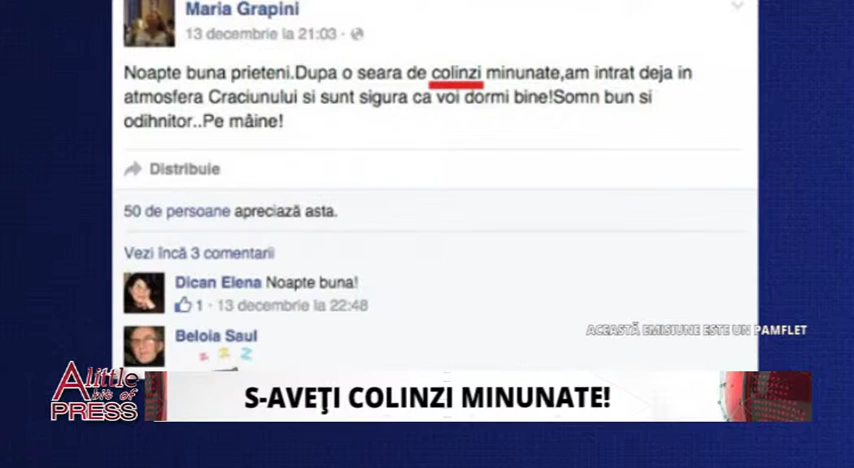 Maria Grapini
13 decembrie la 21:03 ·
Noapte buna prieteni.Dupa o seara de colinzi minunate,am intrat deja in
atmosfera Craciunului si sunt sigura ca voi dormi bine!Somn bun si
odihnitor..Pe mâine!
Distribuie
50 de persoane apreciază asta.
Vezi încă 3 comentarii
Dican Elena Noapte buna!
1 · 13 decembrie la 22:48
Beloia Saul
z z z
ACEASTĂ EMISIUNE ESTE UN PAMFLET
A little
bit of
PRESS
S-AVEŢI COLINZI MINUNATE!